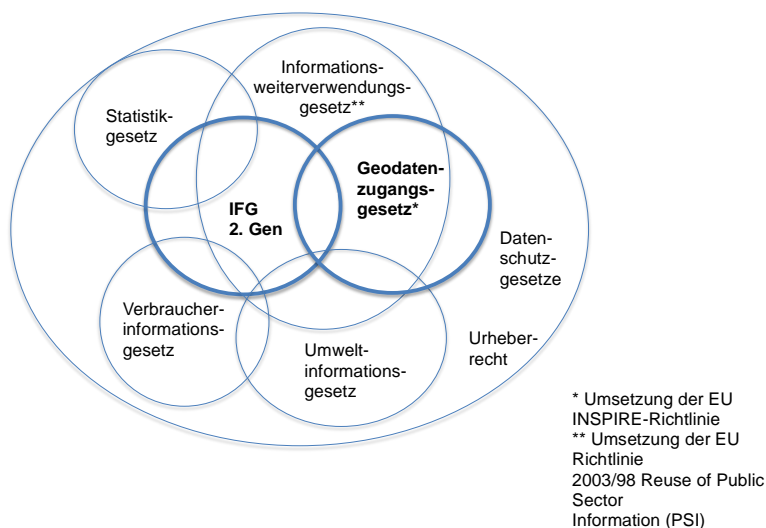 Informations-
weiterverwendungs-
gesetz**
Statistik-
gesetz
Geodaten-
zugangs-
gesetz*
IFG
2. Gen
Daten-
schutz-
gesetze
Verbraucher-
informations-
gesetz
Umwelt-
informations-
gesetz
Urheber-
recht
* Umsetzung der EU
INSPIRE-Richtlinie
** Umsetzung der EU
Richtlinie
2003/98 Reuse of Public
Sector
Information (PSI)